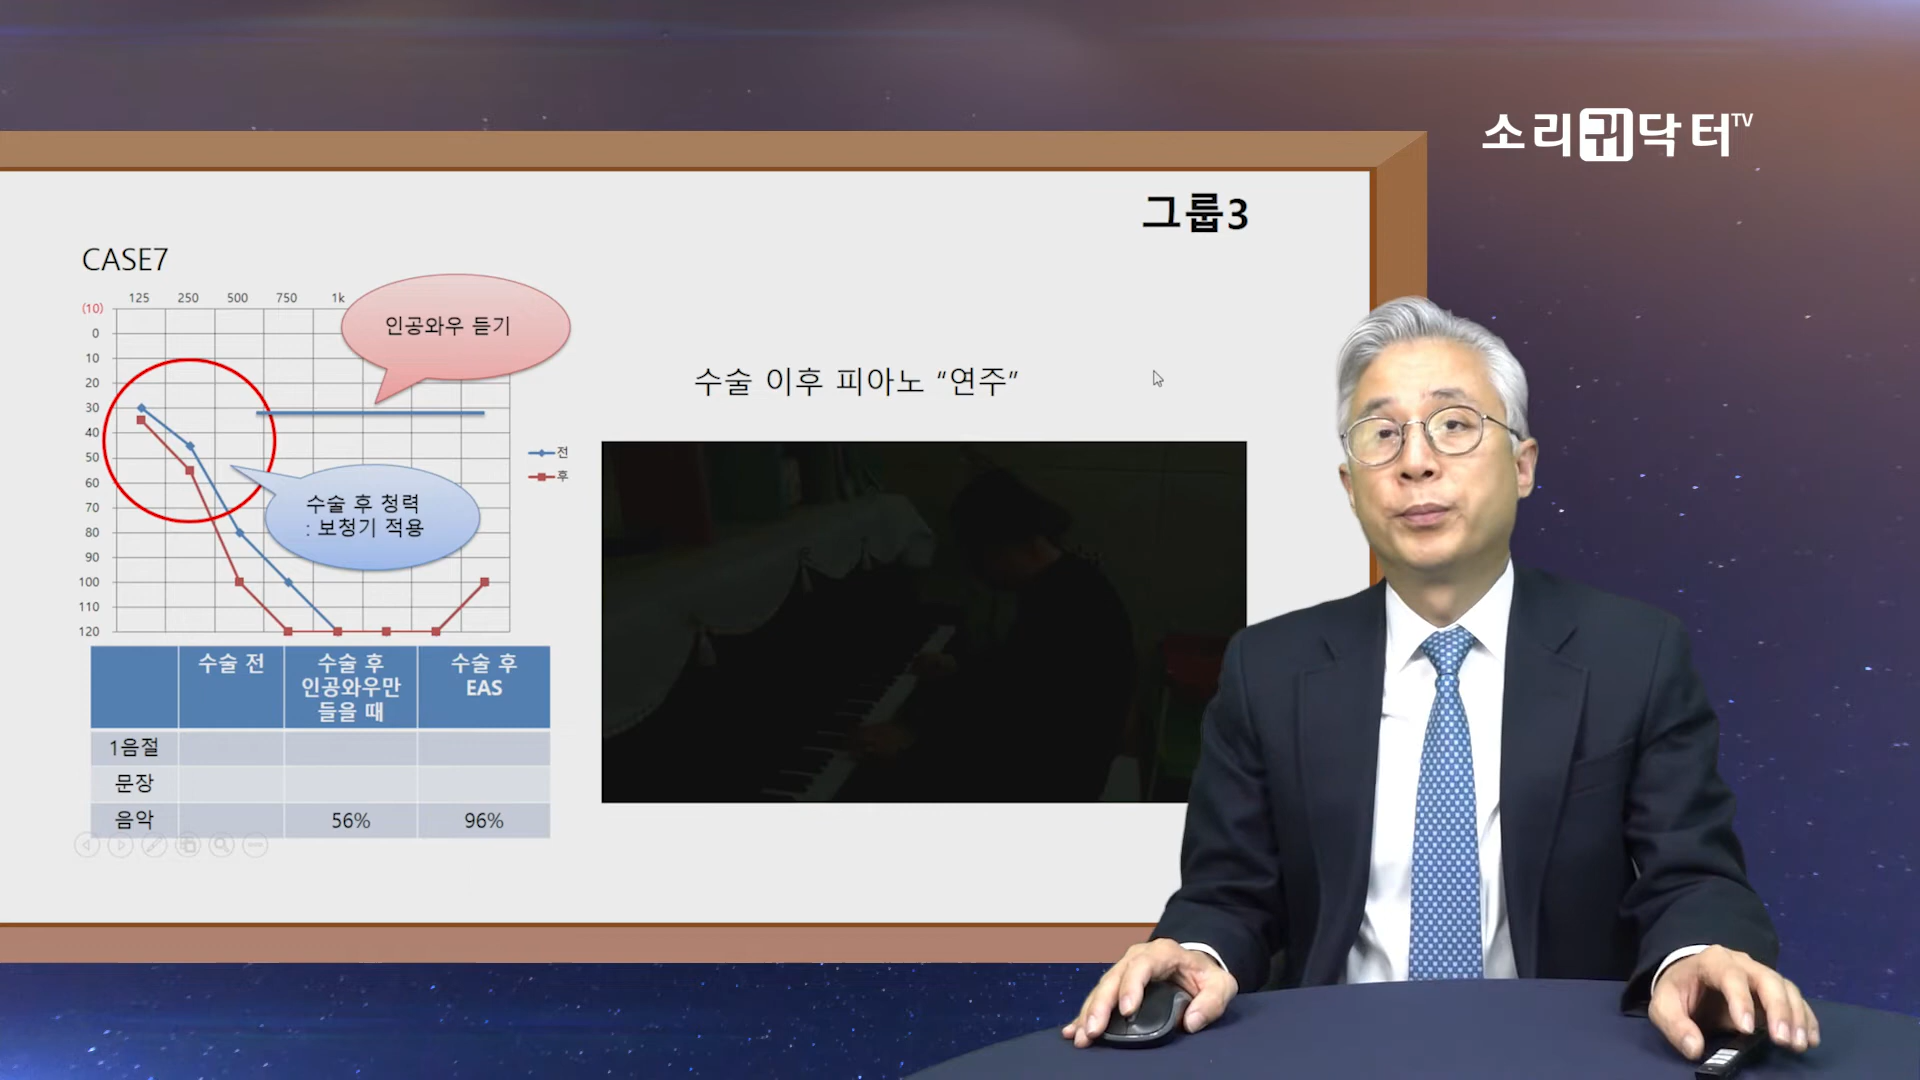 소리귀닥터TV
그룹3
CASE7
125 250 500 750 1k
(10)
0
10
20
30
40
50
60
70
80
90
100
110
120
인공와우 듣기
수술 후 청력
: 보청기 적용
전
후
수술 이후 피아노 “연주”
수술 전
수술 후
인공와우만
들을 때
수술 후
EAS
1음절
문장
음악 56% 96%